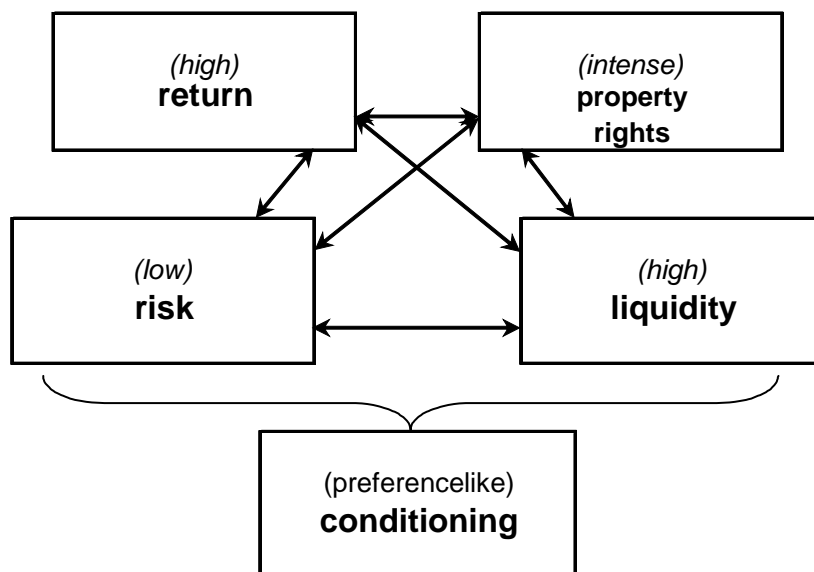 (high)
return
(intense)
property
rights
(low)
risk
(high)
liquidity
(preferencelike)
conditioning